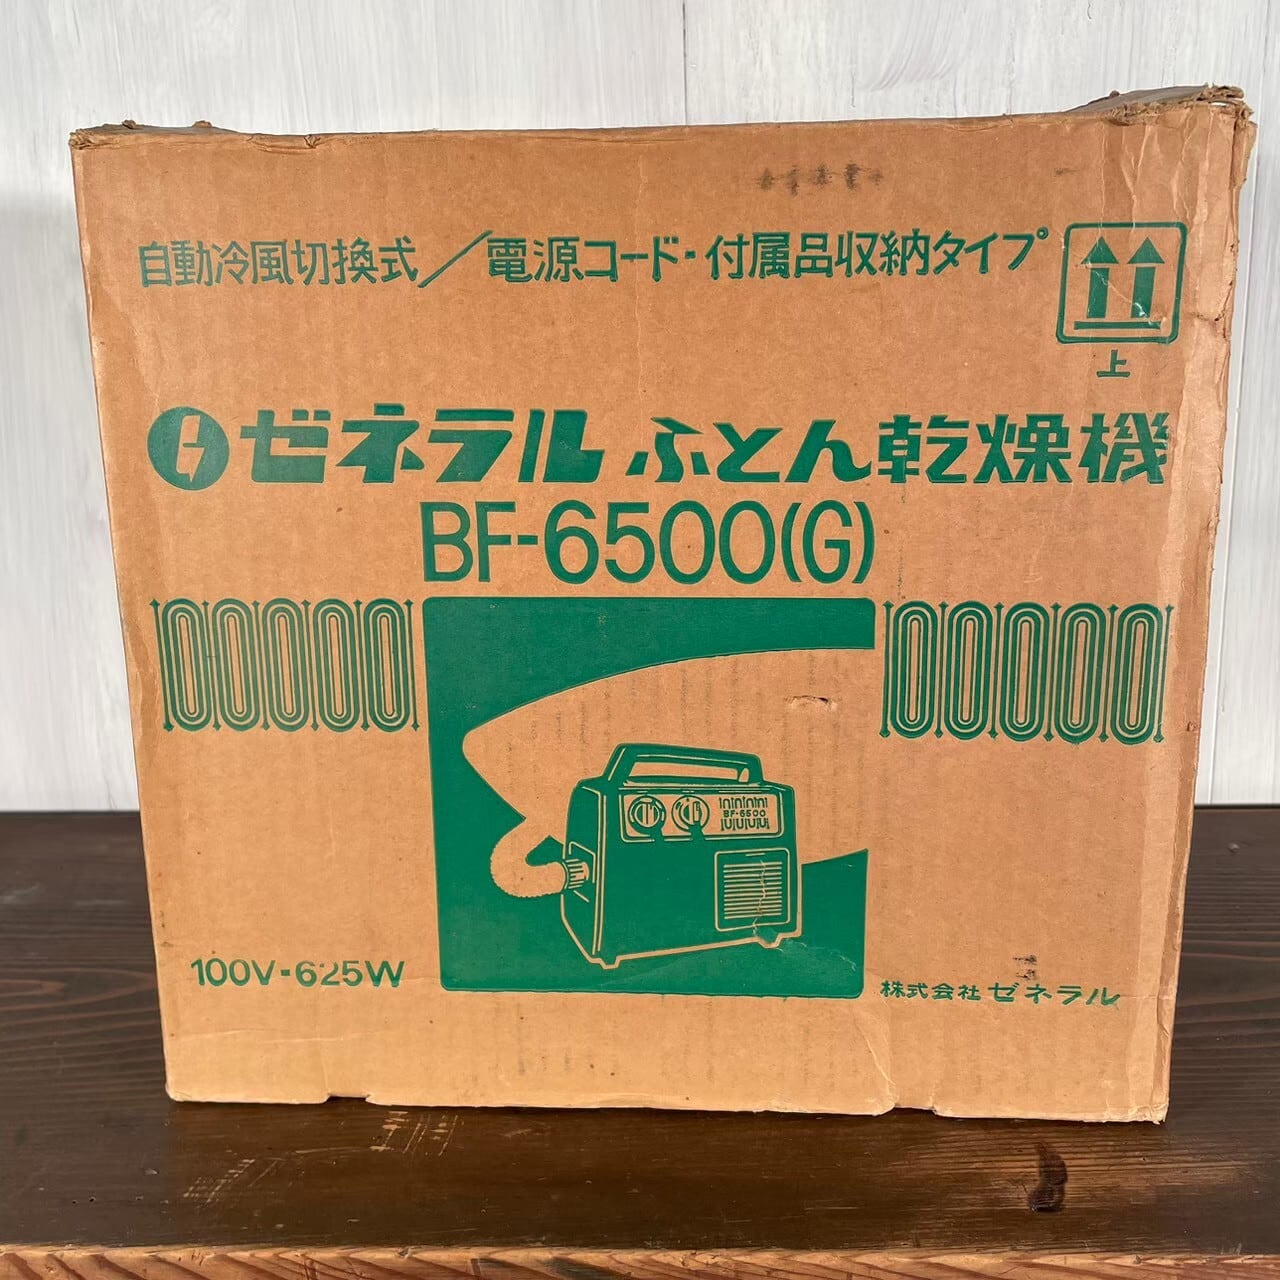 自動冷風切換式／電源コード・付属品収納タイプ
上
ゼネラル ふとん乾燥機
BF-6500(G)
BF-6500
100V・625W
株式会社 ゼネラル